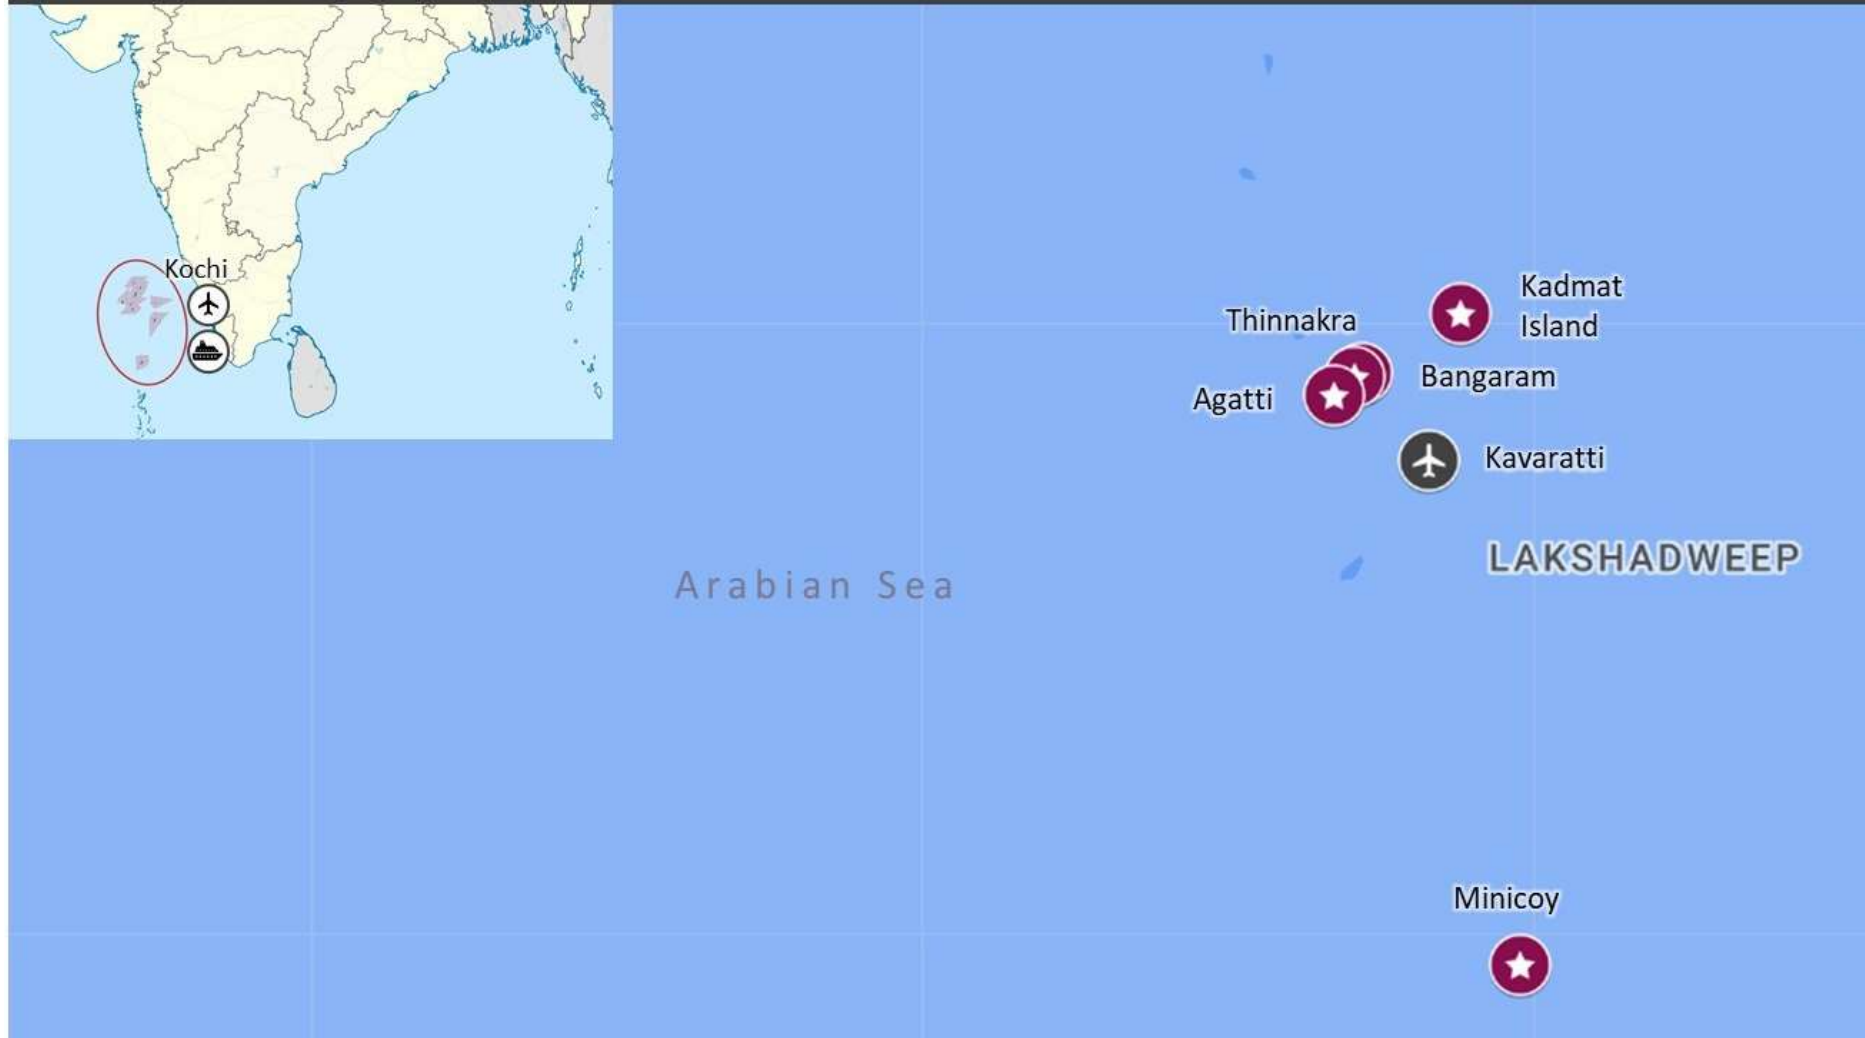 Kochi
Kadmat
Island
Thinnakra
Bangaram
Agatti
Kavaratti
LAKSHADWEEP
Arabian Sea
Minicoy